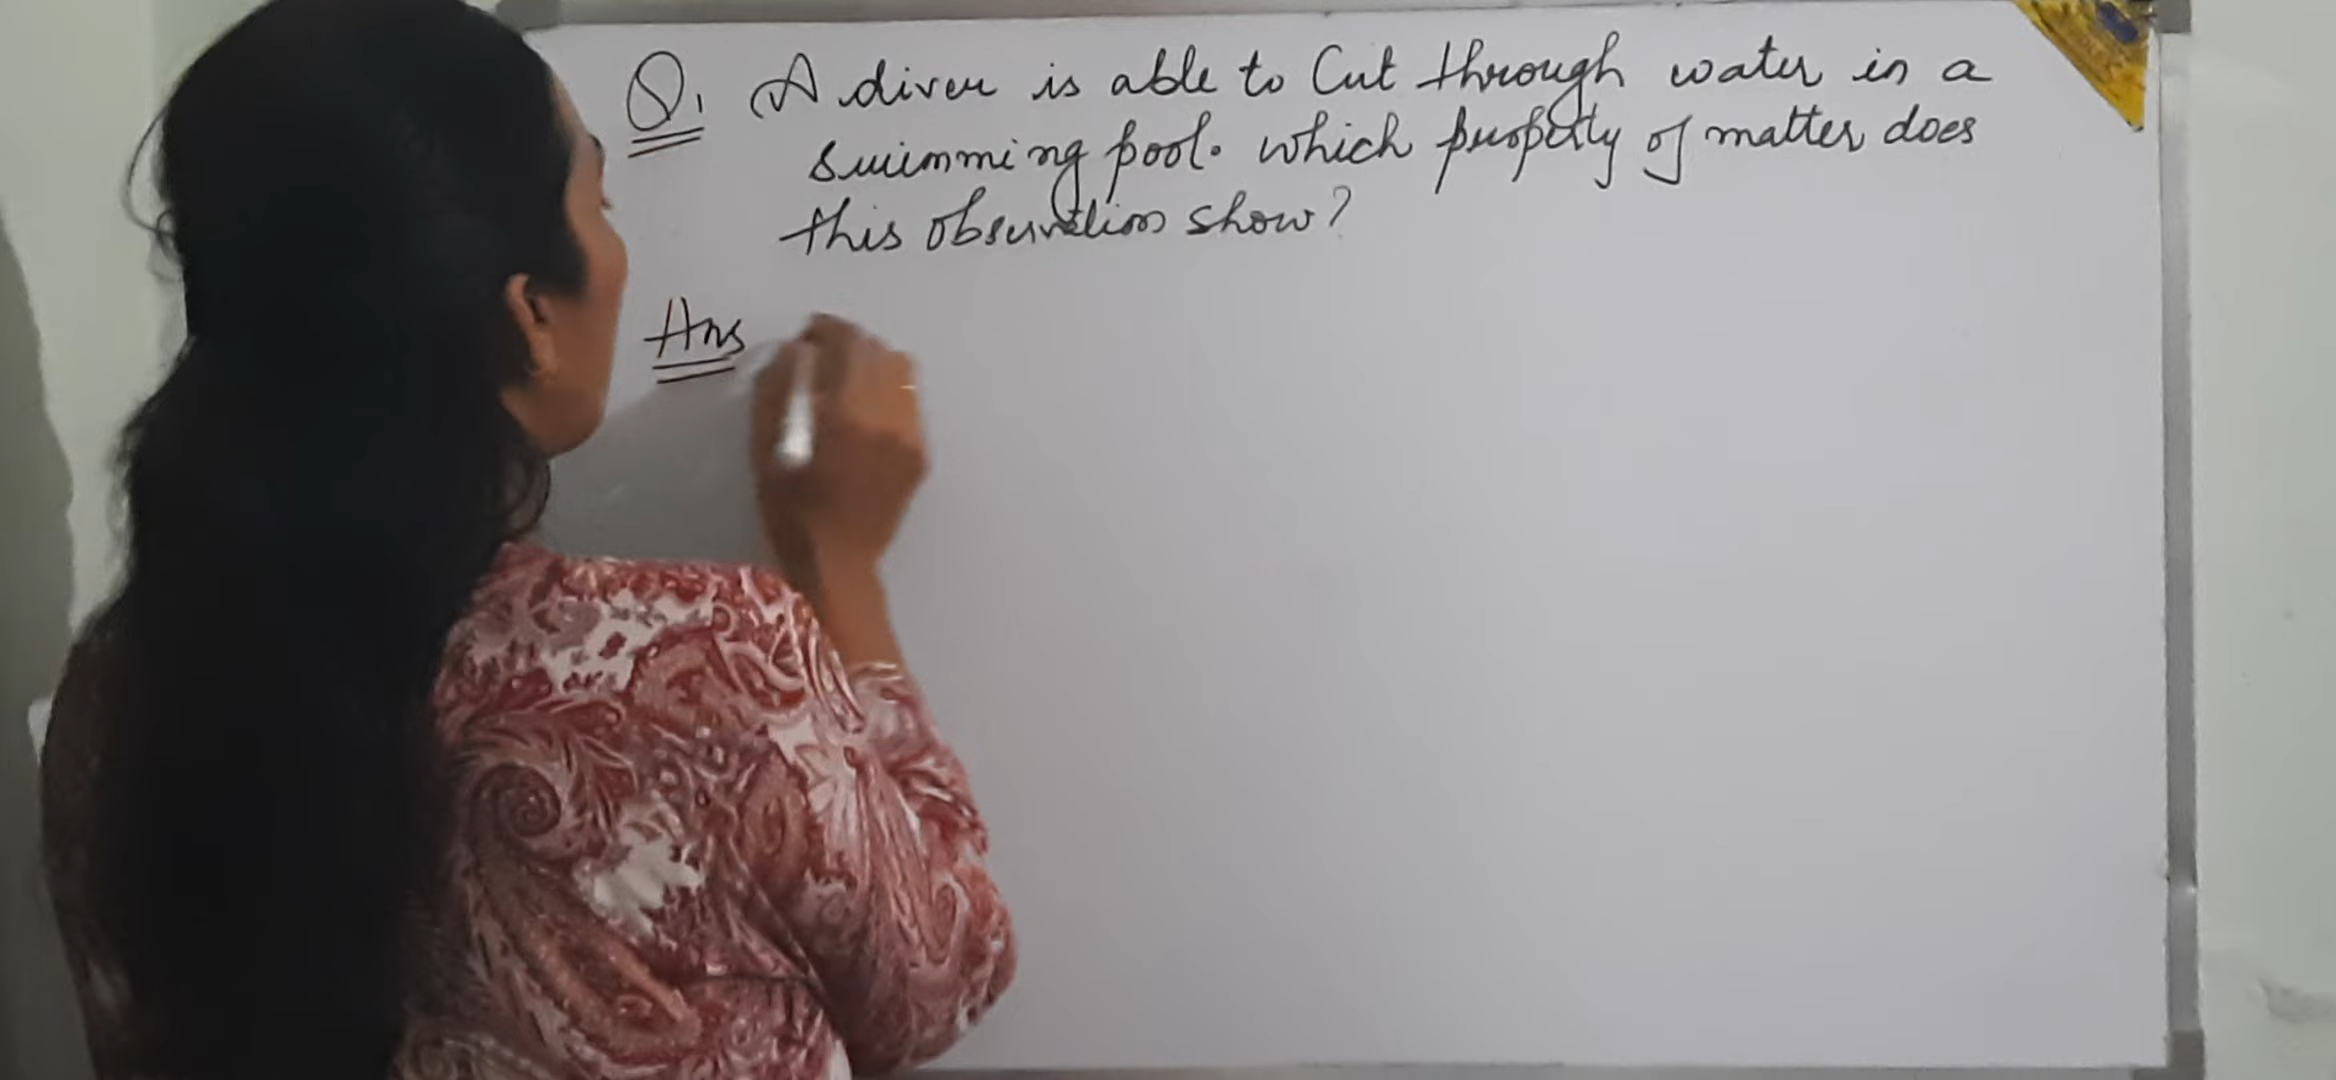 Q. A diver is able to Cut through water in a
swimming pool. which property of matter does
this observation show?
Ans